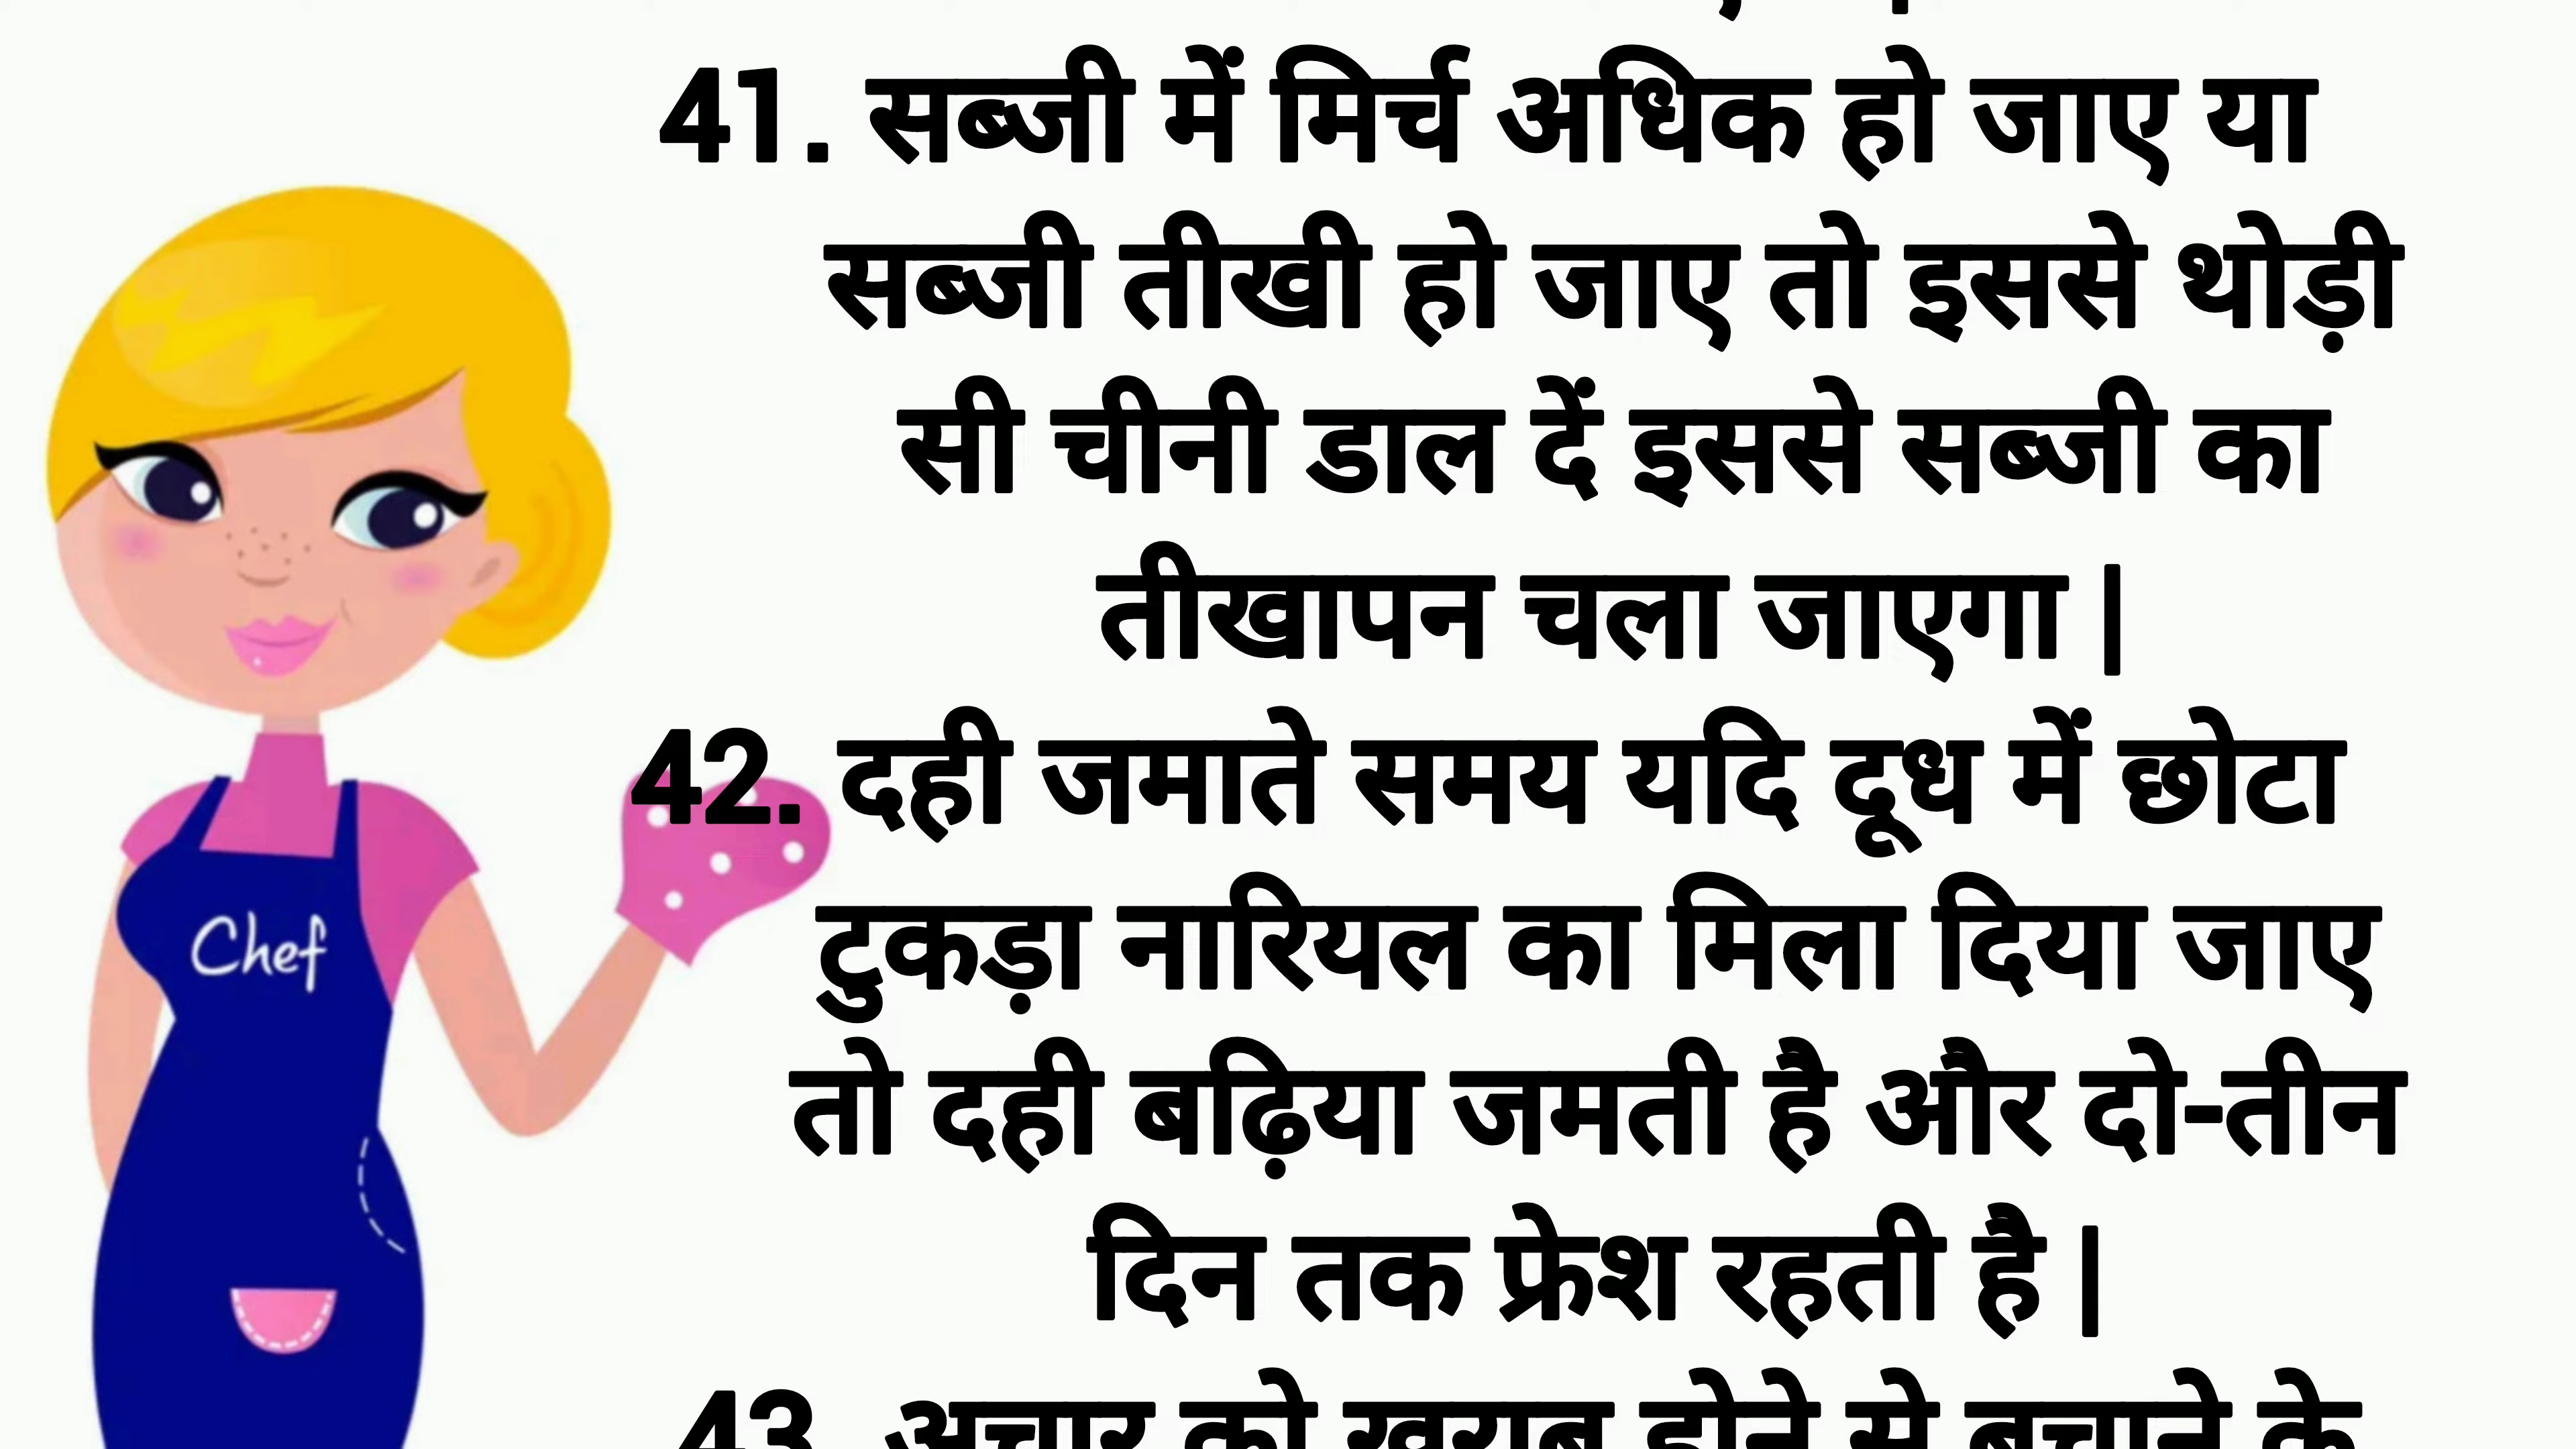 41. सब्जी में मिर्च अधिक हो जाए या
सब्जी तीखी हो जाए तो इससे थोड़ी
सी चीनी डाल दें इससे सब्जी का
तीखापन चला जाएगा |
42. दही जमाते समय यदि दूध में छोटा
टुकड़ा नारियल का मिला दिया जाए
तो दही बढ़िया जमती है और दो-तीन
दिन तक फ्रेश रहती है |
43. अचार को खराब होने से बचाने के
Chef